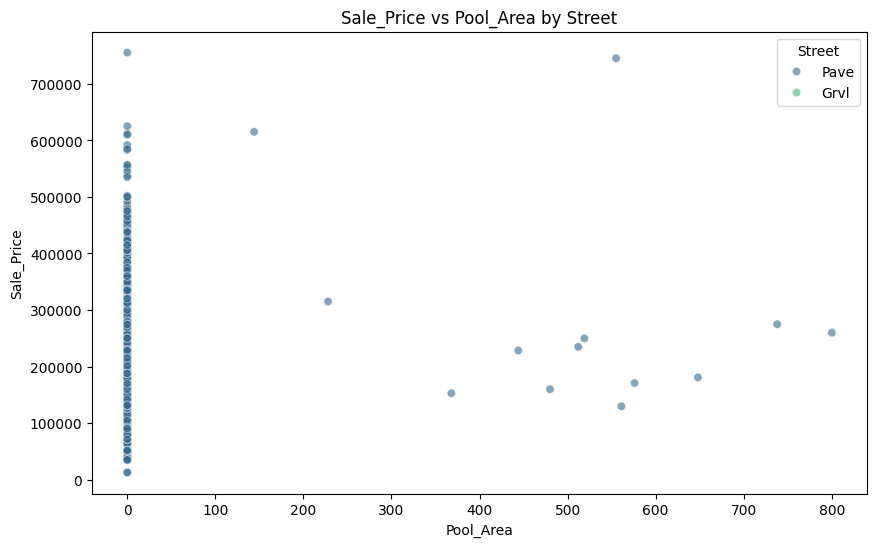 Sale_Price vs Pool_Area by Street
Street
Pave
Grvl
Sale_Price
700000
600000
500000
400000
300000
200000
100000
0
0 100 200 300 400 500 600 700 800
Pool_Area